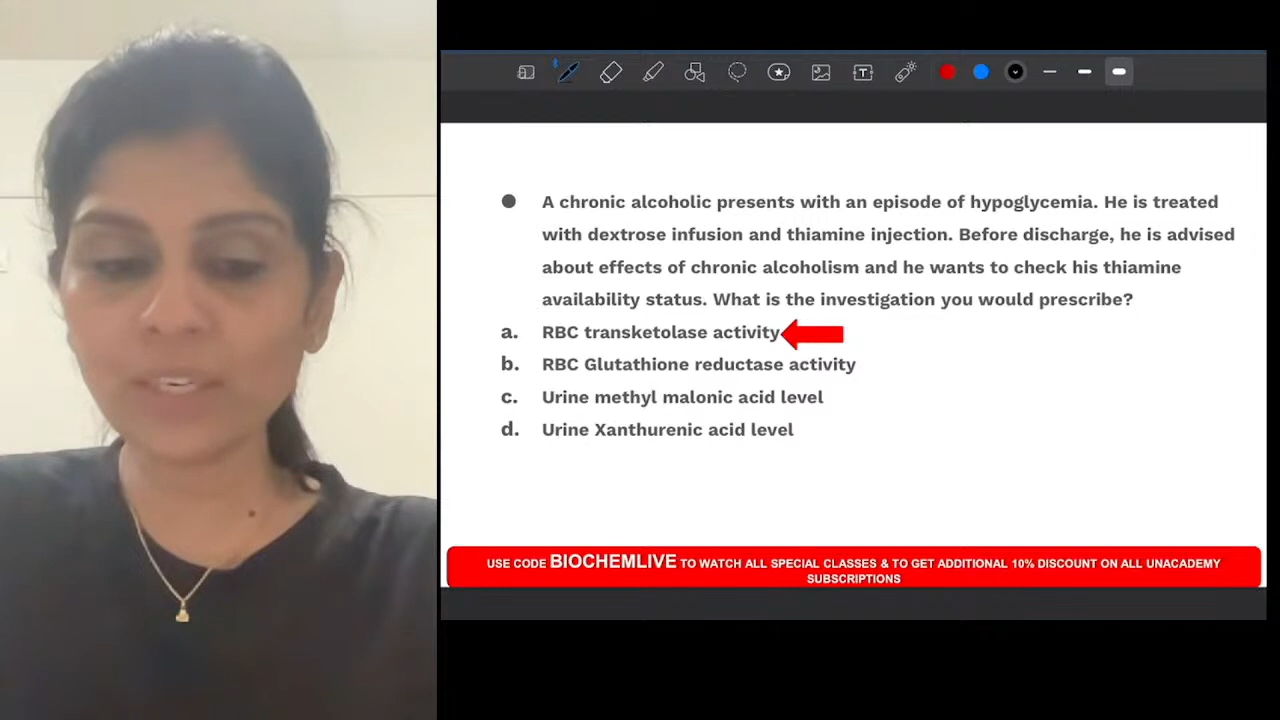 A chronic alcoholic presents with an episode of hypoglycemia. He is treated
with dextrose infusion and thiamine injection. Before discharge, he is advised
about effects of chronic alcoholism and he wants to check his thiamine
availability status. What is the investigation you would prescribe?
a. RBC transketolase activity
b. RBC Glutathione reductase activity
c. Urine methyl malonic acid level
d. Urine Xanthurenic acid level
USE CODE BIOCHEMLIVE TO WATCH ALL SPECIAL CLASSES & TO GET ADDITIONAL 10% DISCOUNT ON ALL UNACADEMY
SUBSCRIPTIONS